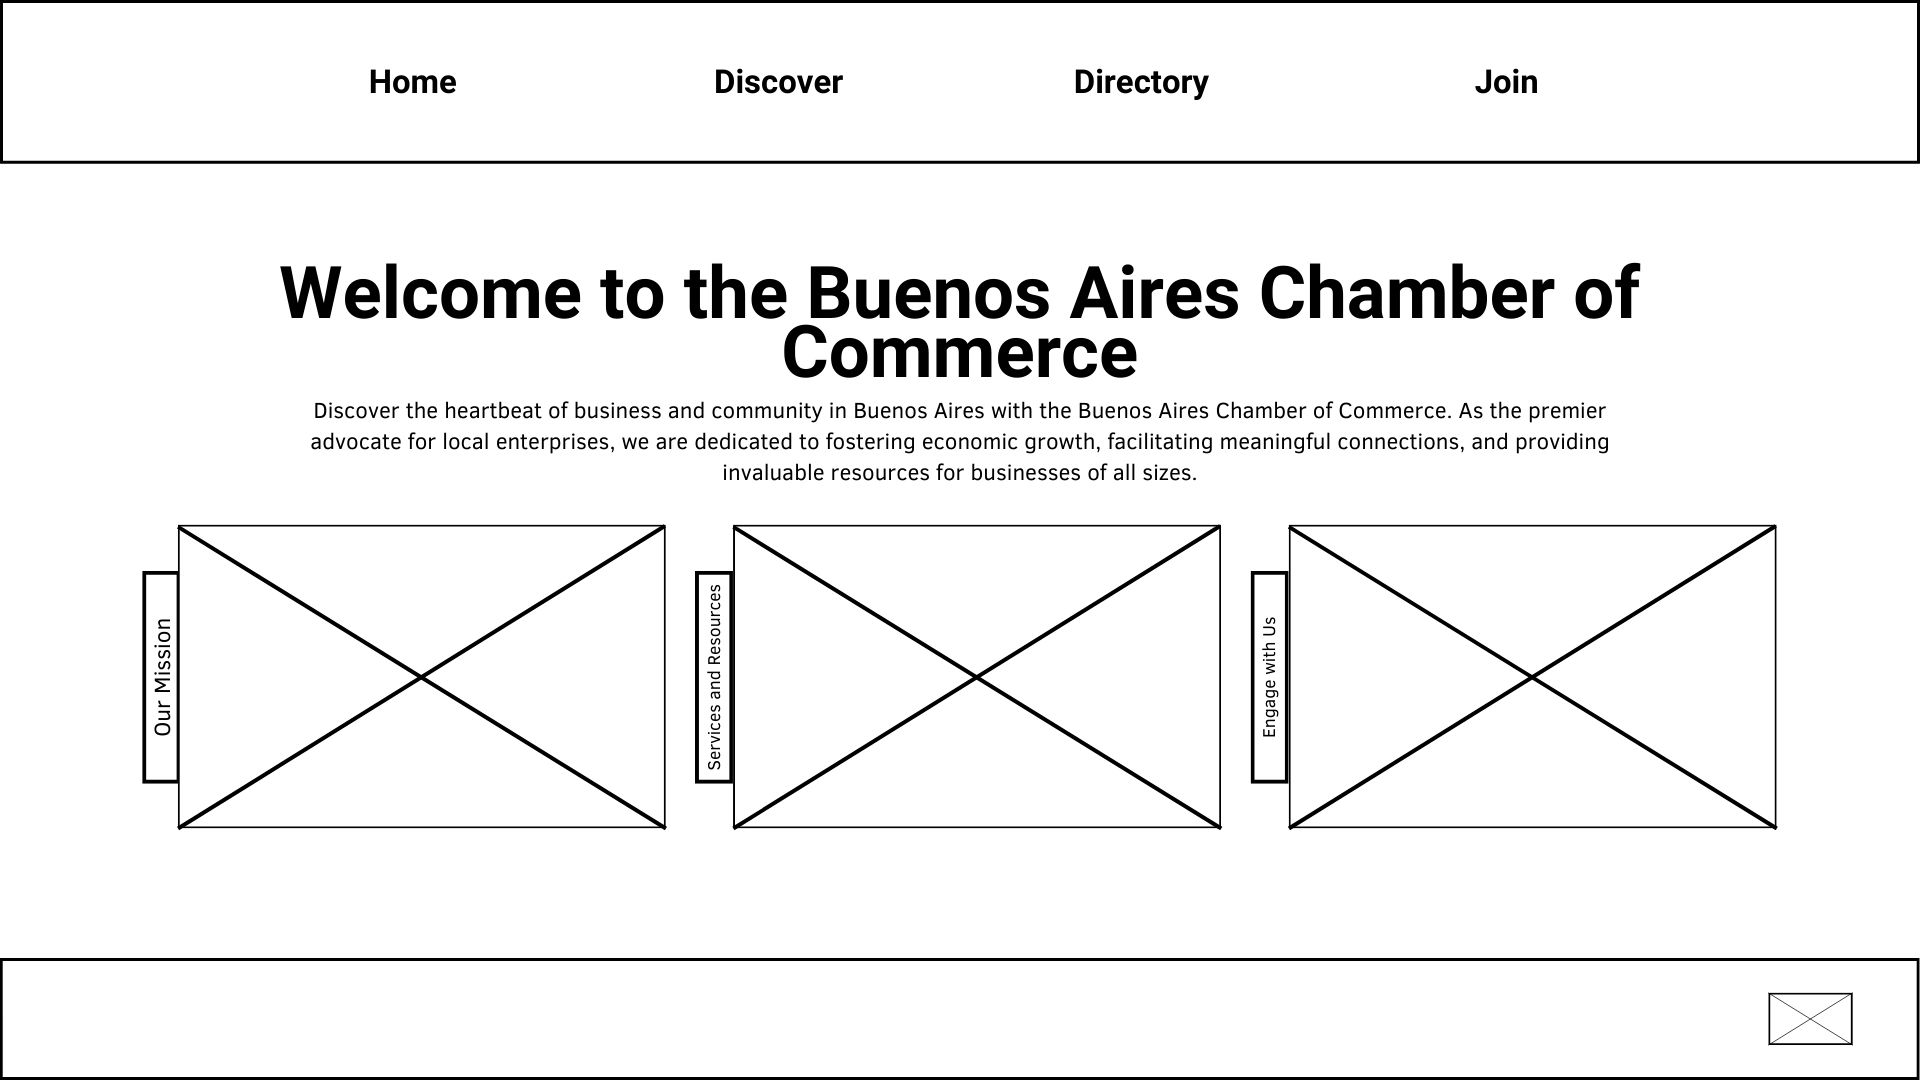 Home Discover Directory Join
Welcome to the Buenos Aires Chamber of
Commerce
Discover the heartbeat of business and community in Buenos Aires with the Buenos Aires Chamber of Commerce. As the premier
advocate for local enterprises, we are dedicated to fostering economic growth, facilitating meaningful connections, and providing
invaluable resources for businesses of all sizes.
Our Mission
Services and Resources
Engage with Us